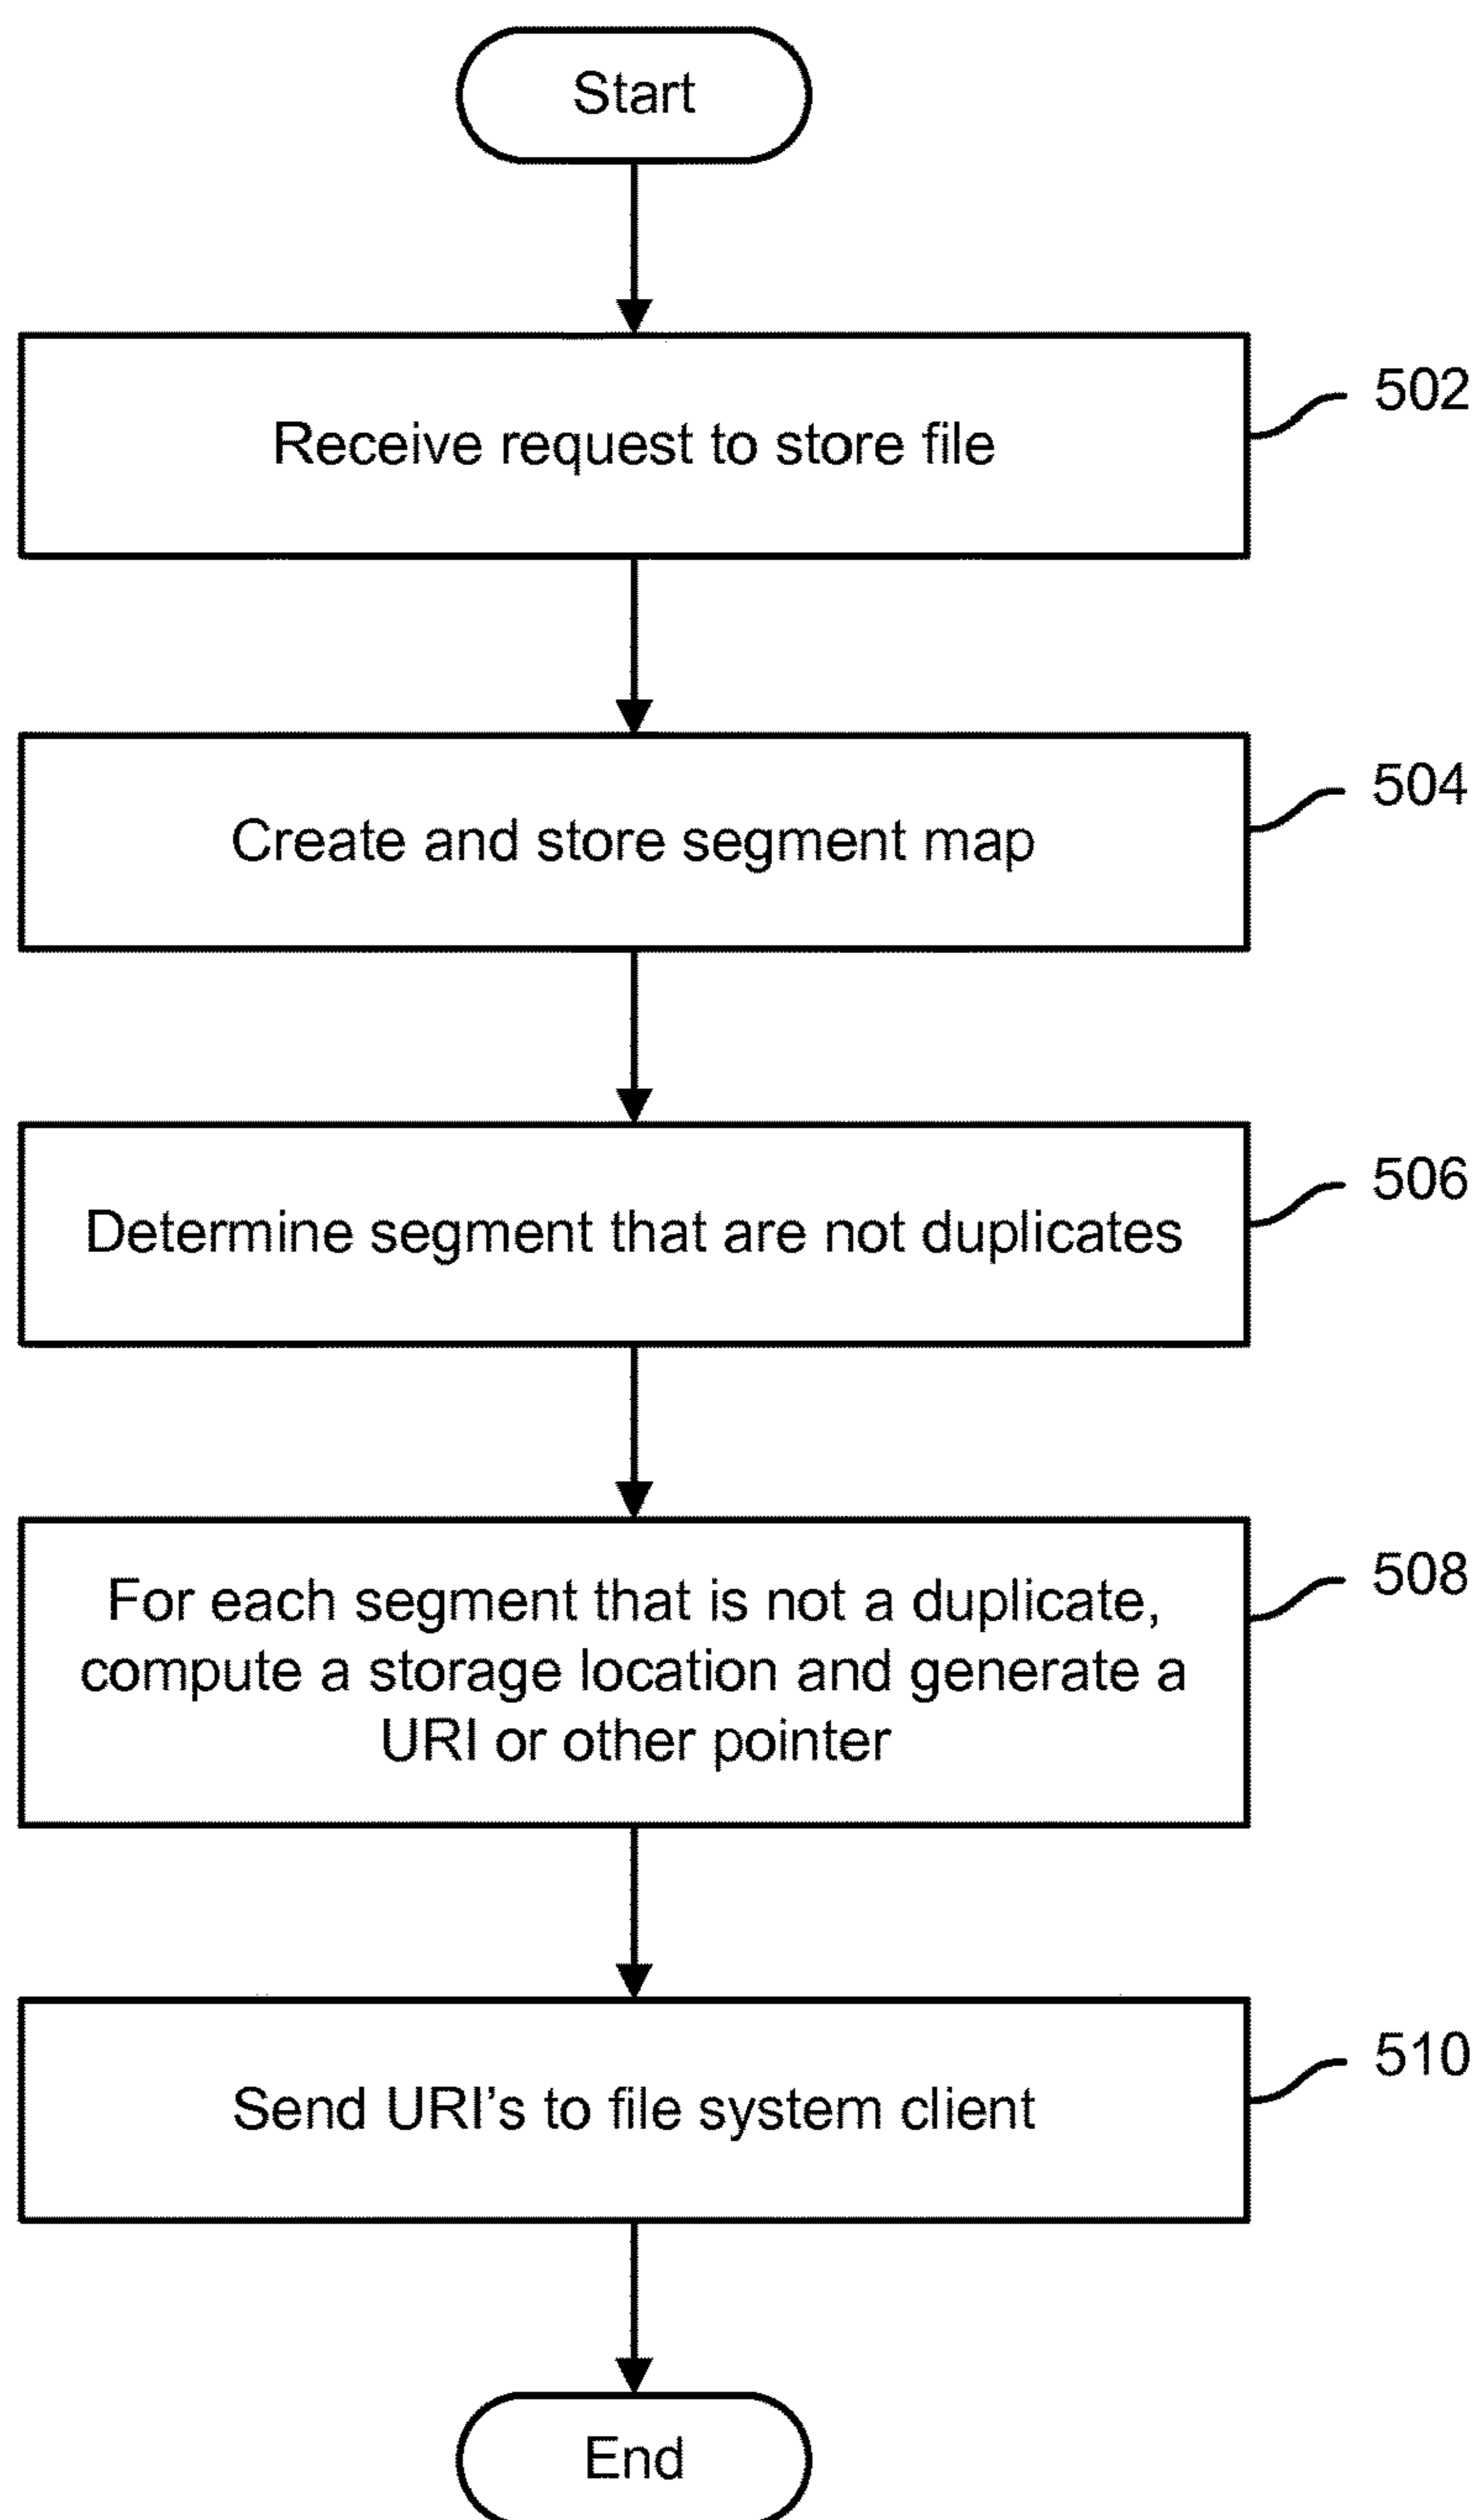 Start
Receive request to store file
502
Create and store segment map
504
Determine segment that are not duplicates
506
For each segment that is not a duplicate,
compute a storage location and generate a
URI or other pointer
508
Send URI's to file system client
510
End